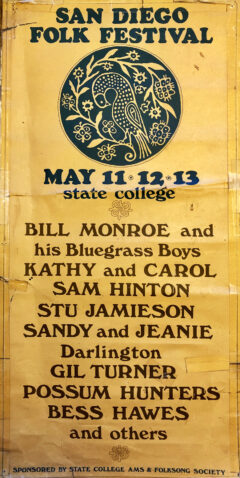 SAN DIEGO
FOLK FESTIVAL
MAY 11 • 12 • 13
state college
BILL MONROE and
his Bluegrass Boys
KATHY and CAROL
SAM HINTON
STU JAMIESON
SANDY and JEANIE
Darlington
GIL TURNER
POSSUM HUNTERS
BESS HAWES
and others
SPONSORED BY STATE COLLEGE AMS & FOLKSONG SOCIETY